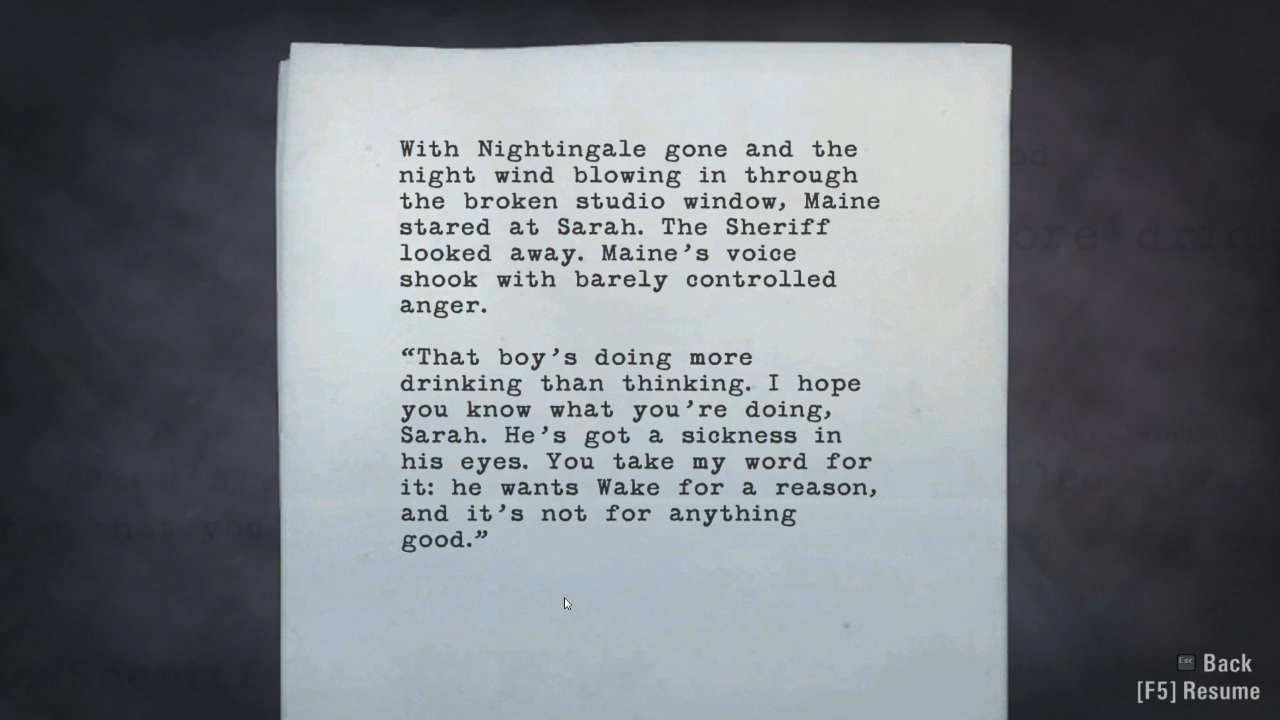 With Nightingale gone and the
night wind blowing in through
the broken studio window, Maine
stared at Sarah. The Sheriff
looked away. Maine’s voice
shook with barely controlled
anger.
“That boy’s doing more
drinking than thinking. I hope
you know what you’re doing,
Sarah. He’s got a sickness in
his eyes. You take my word for
it: he wants Wake for a reason,
and it’s not for anything
good.”
Esc Back
[F5] Resume